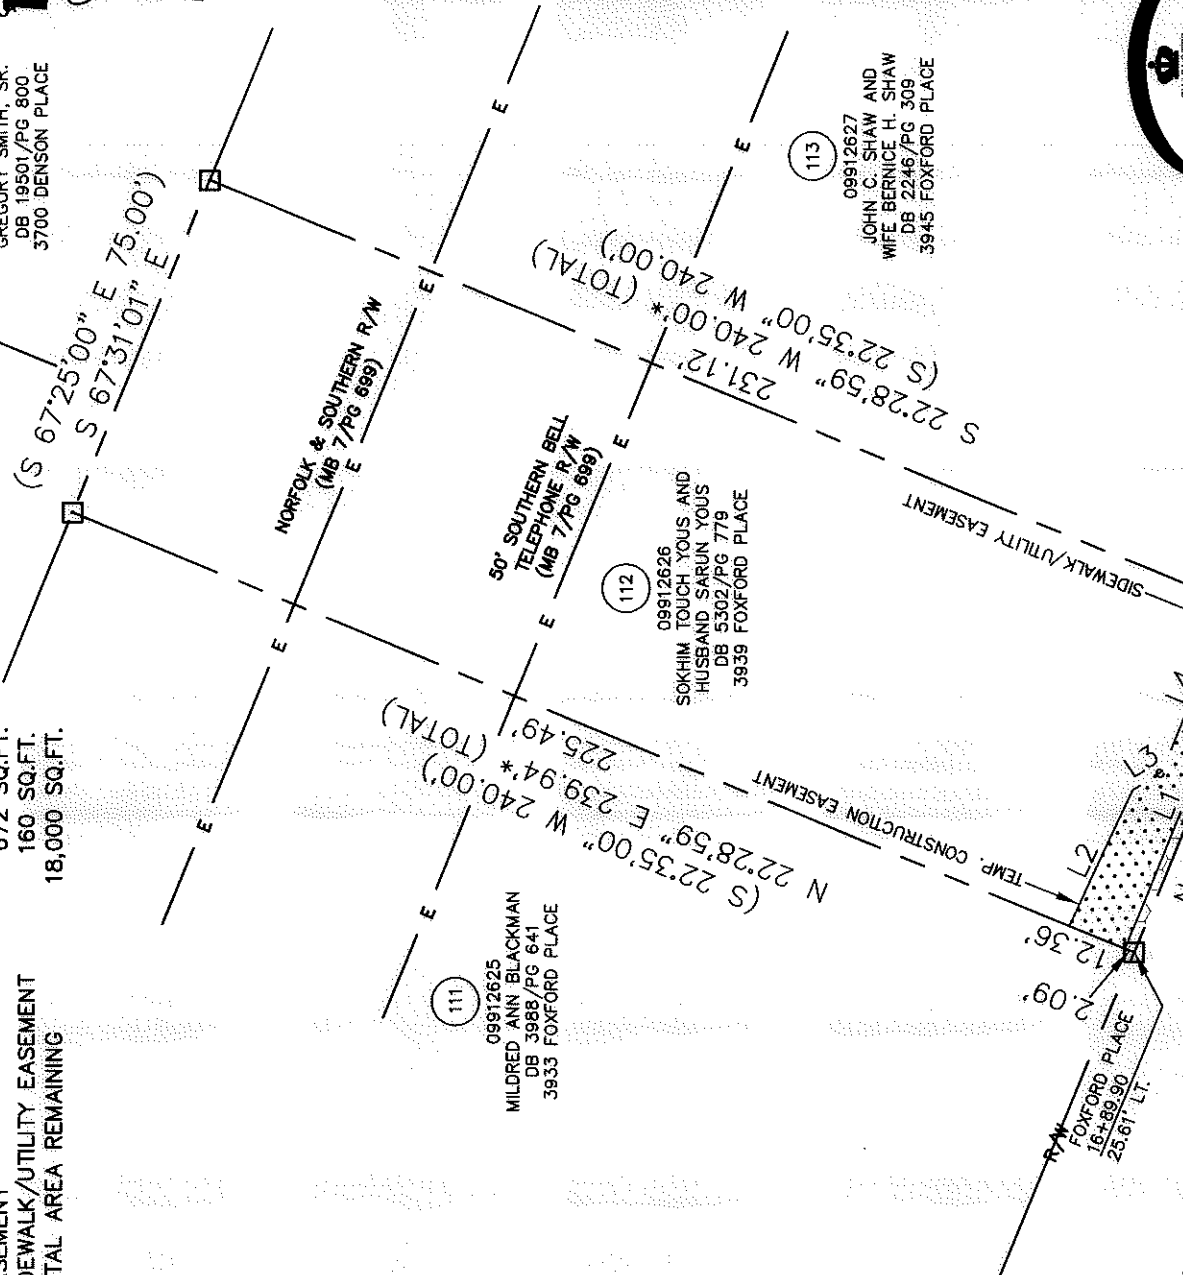 GREGORY SMITH, SR.
DB 19501/PG 800
3700 DENSON PLACE
(S 67°25'00" E 75.00')
S 67°31'01" E
E
E
E
NORFOLK & SOUTHERN R/W
(MB 7/PG 699)
E
E
E
E
50' SOUTHERN BELL
TELEPHONE R/W
(MB 7/PG 699)
E
E
E
113
09912627
JOHN C. SHAW AND
WIFE BERNICE H. SHAW
DB 2246/PG 309
3945 FOXFORD PLACE
231.12'
S 22°28'59" W 240.00'* (TOTAL)
(S 22°35'00" W 240.00')
SIDEWALK/UTILITY EASEMENT
112
09912626
SOKHIM TOUCH YOUS AND
HUSBAND SARUN YOUS
DB 5302/PG 779
3939 FOXFORD PLACE
225.49'
N 22°28'59" E 239.94'* (TOTAL)
(S 22°35'00" W 240.00')
TEMP. CONSTRUCTION EASEMENT
111
09912625
MILDRED ANN BLACKMAN
DB 3988/PG 641
3933 FOXFORD PLACE
672 SQ.FT.
160 SQ.FT.
18,000 SQ.FT.
SIDEWALK/UTILITY EASEMENT
TOTAL AREA REMAINING
L2
L3
L1
L4
12.36'
2.09'
N
R/W
FOXFORD PLACE
16+89.90
25.61' LT.